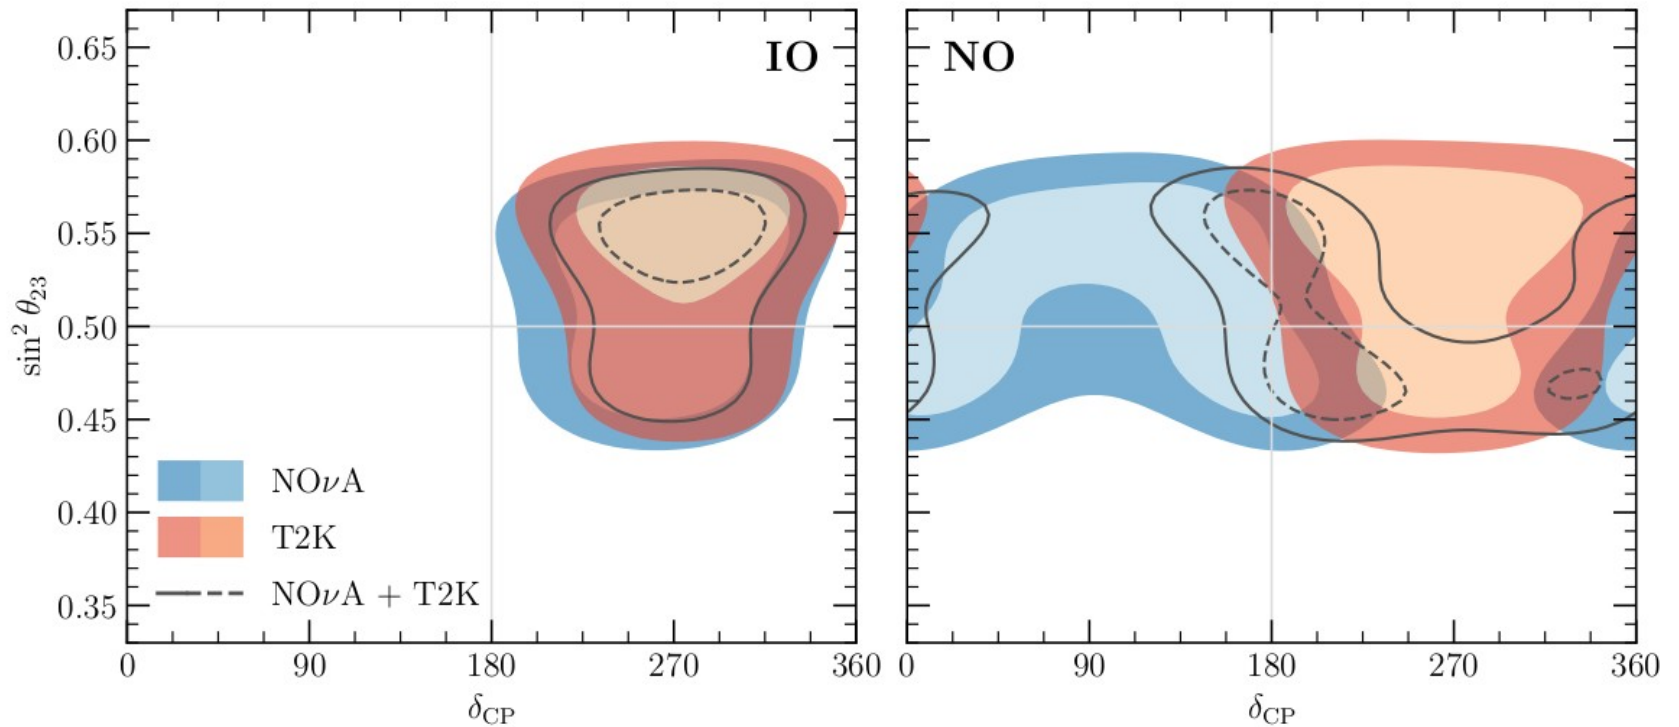 IO
NO
0.65
0.60
0.55
0.50
0.45
0.40
0.35
sin² θ₂₃
NOνA
T2K
NOνA + T2K
0 90 180 270 360
0 90 180 270 360
δCP
δCP